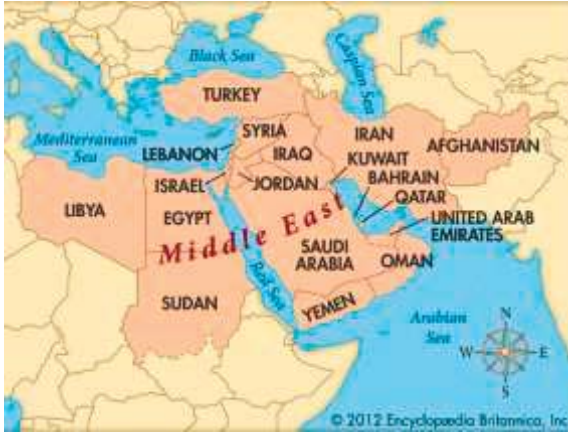 Black Sea
Caspian Sea
TURKEY
Mediterranean
Sea
SYRIA
IRAN
AFGHANISTAN
LEBANON
IRAQ
KUWAIT
ISRAEL
JORDAN
BAHRAIN
QATAR
LIBYA
EGYPT
UNITED ARAB
EMIRATES
Middle East
SAUDI
ARABIA
OMAN
Red Sea
SUDAN
YEMEN
Arabian
Sea
N
W
E
S
© 2012 Encyclopædia Britannica, Inc